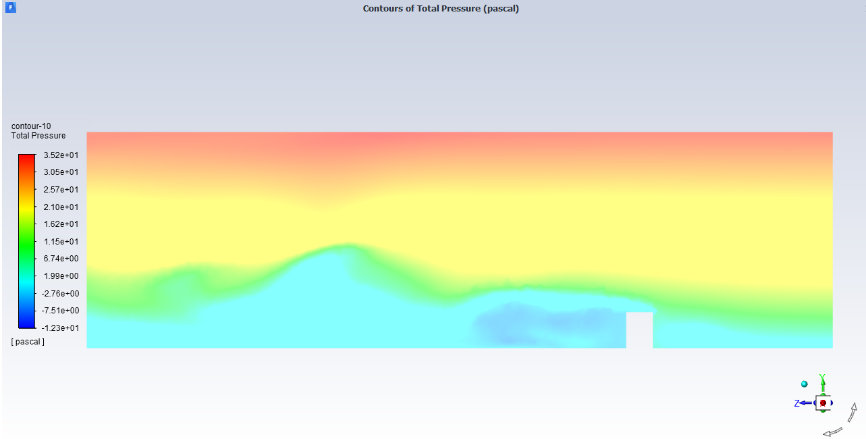 Contours of Total Pressure (pascal)
contour-10
Total Pressure
3.52e+01
3.05e+01
2.57e+01
2.10e+01
1.62e+01
1.15e+01
6.74e+00
1.99e+00
-2.76e+00
-7.51e+00
-1.23e+01
[ pascal ]
Y
Z